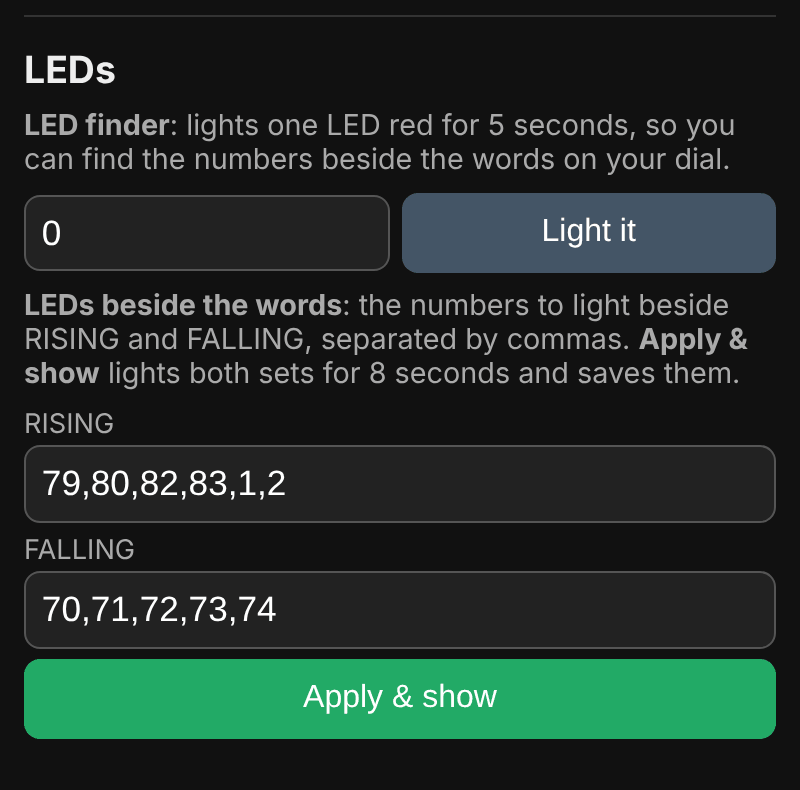 LEDs
LED finder: lights one LED red for 5 seconds, so you
can find the numbers beside the words on your dial.
0
Light it
LEDs beside the words: the numbers to light beside
RISING and FALLING, separated by commas. Apply &
show lights both sets for 8 seconds and saves them.
RISING
79,80,82,83,1,2
FALLING
70,71,72,73,74
Apply & show